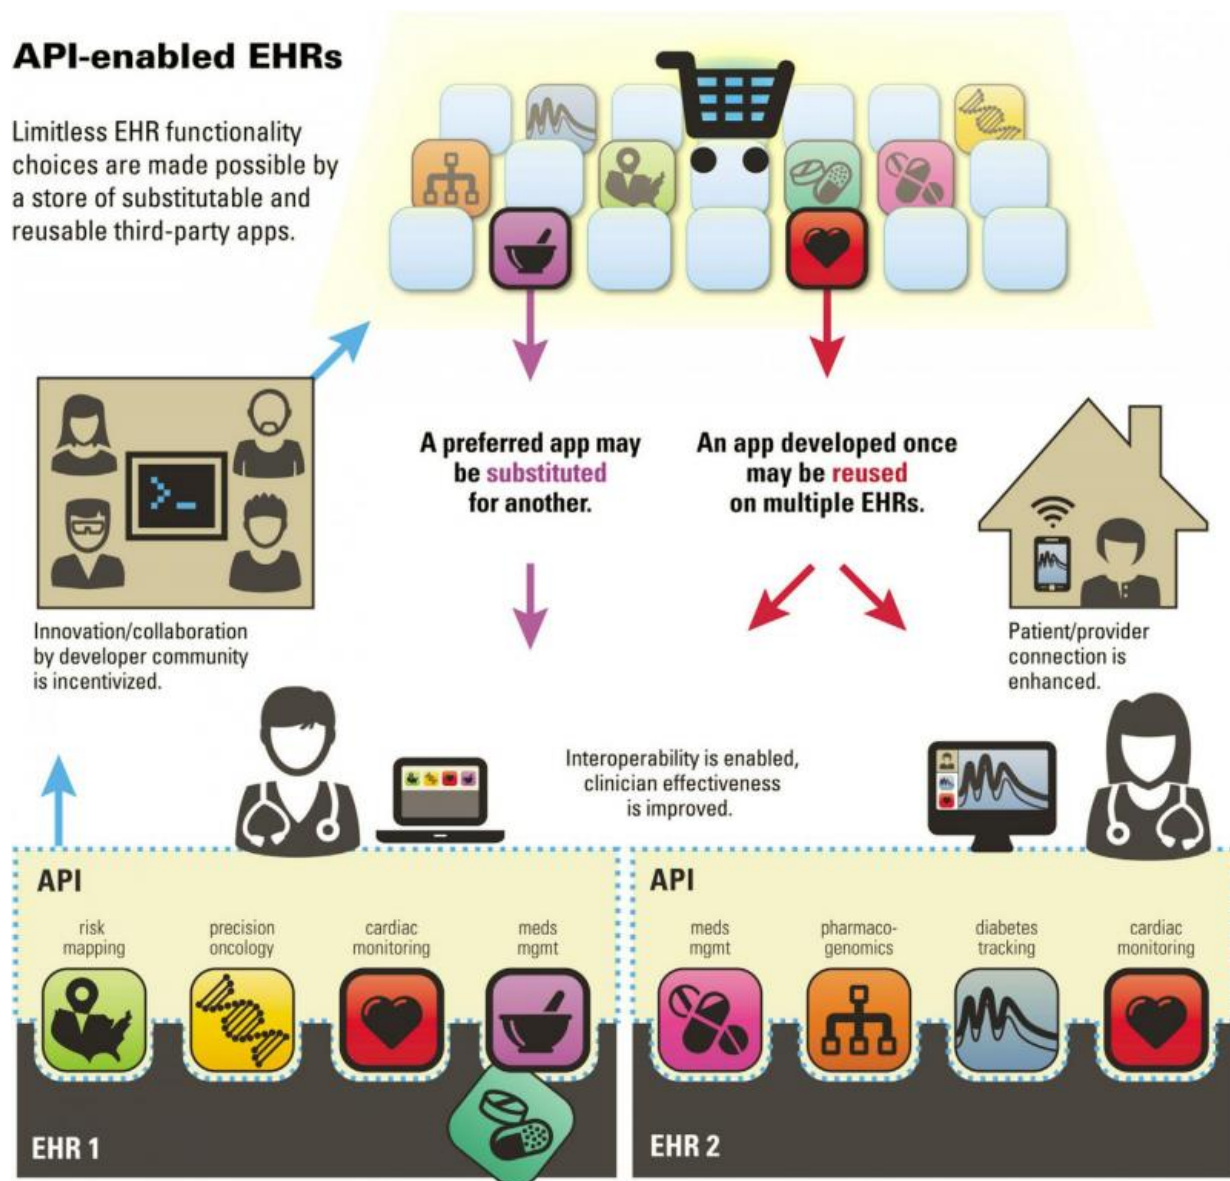 API-enabled EHRs
Limitless EHR functionality
choices are made possible by
a store of substitutable and
reusable third-party apps.
A preferred app may
be substituted
for another.
An app developed once
may be reused
on multiple EHRs.
Innovation/collaboration
by developer community
is incentivized.
Patient/provider
connection is
enhanced.
Interoperability is enabled,
clinician effectiveness
is improved.
API
risk
mapping
precision
oncology
cardiac
monitoring
meds
mgmt
EHR 1
API
meds
mgmt
pharmaco-
genomics
diabetes
tracking
cardiac
monitoring
EHR 2